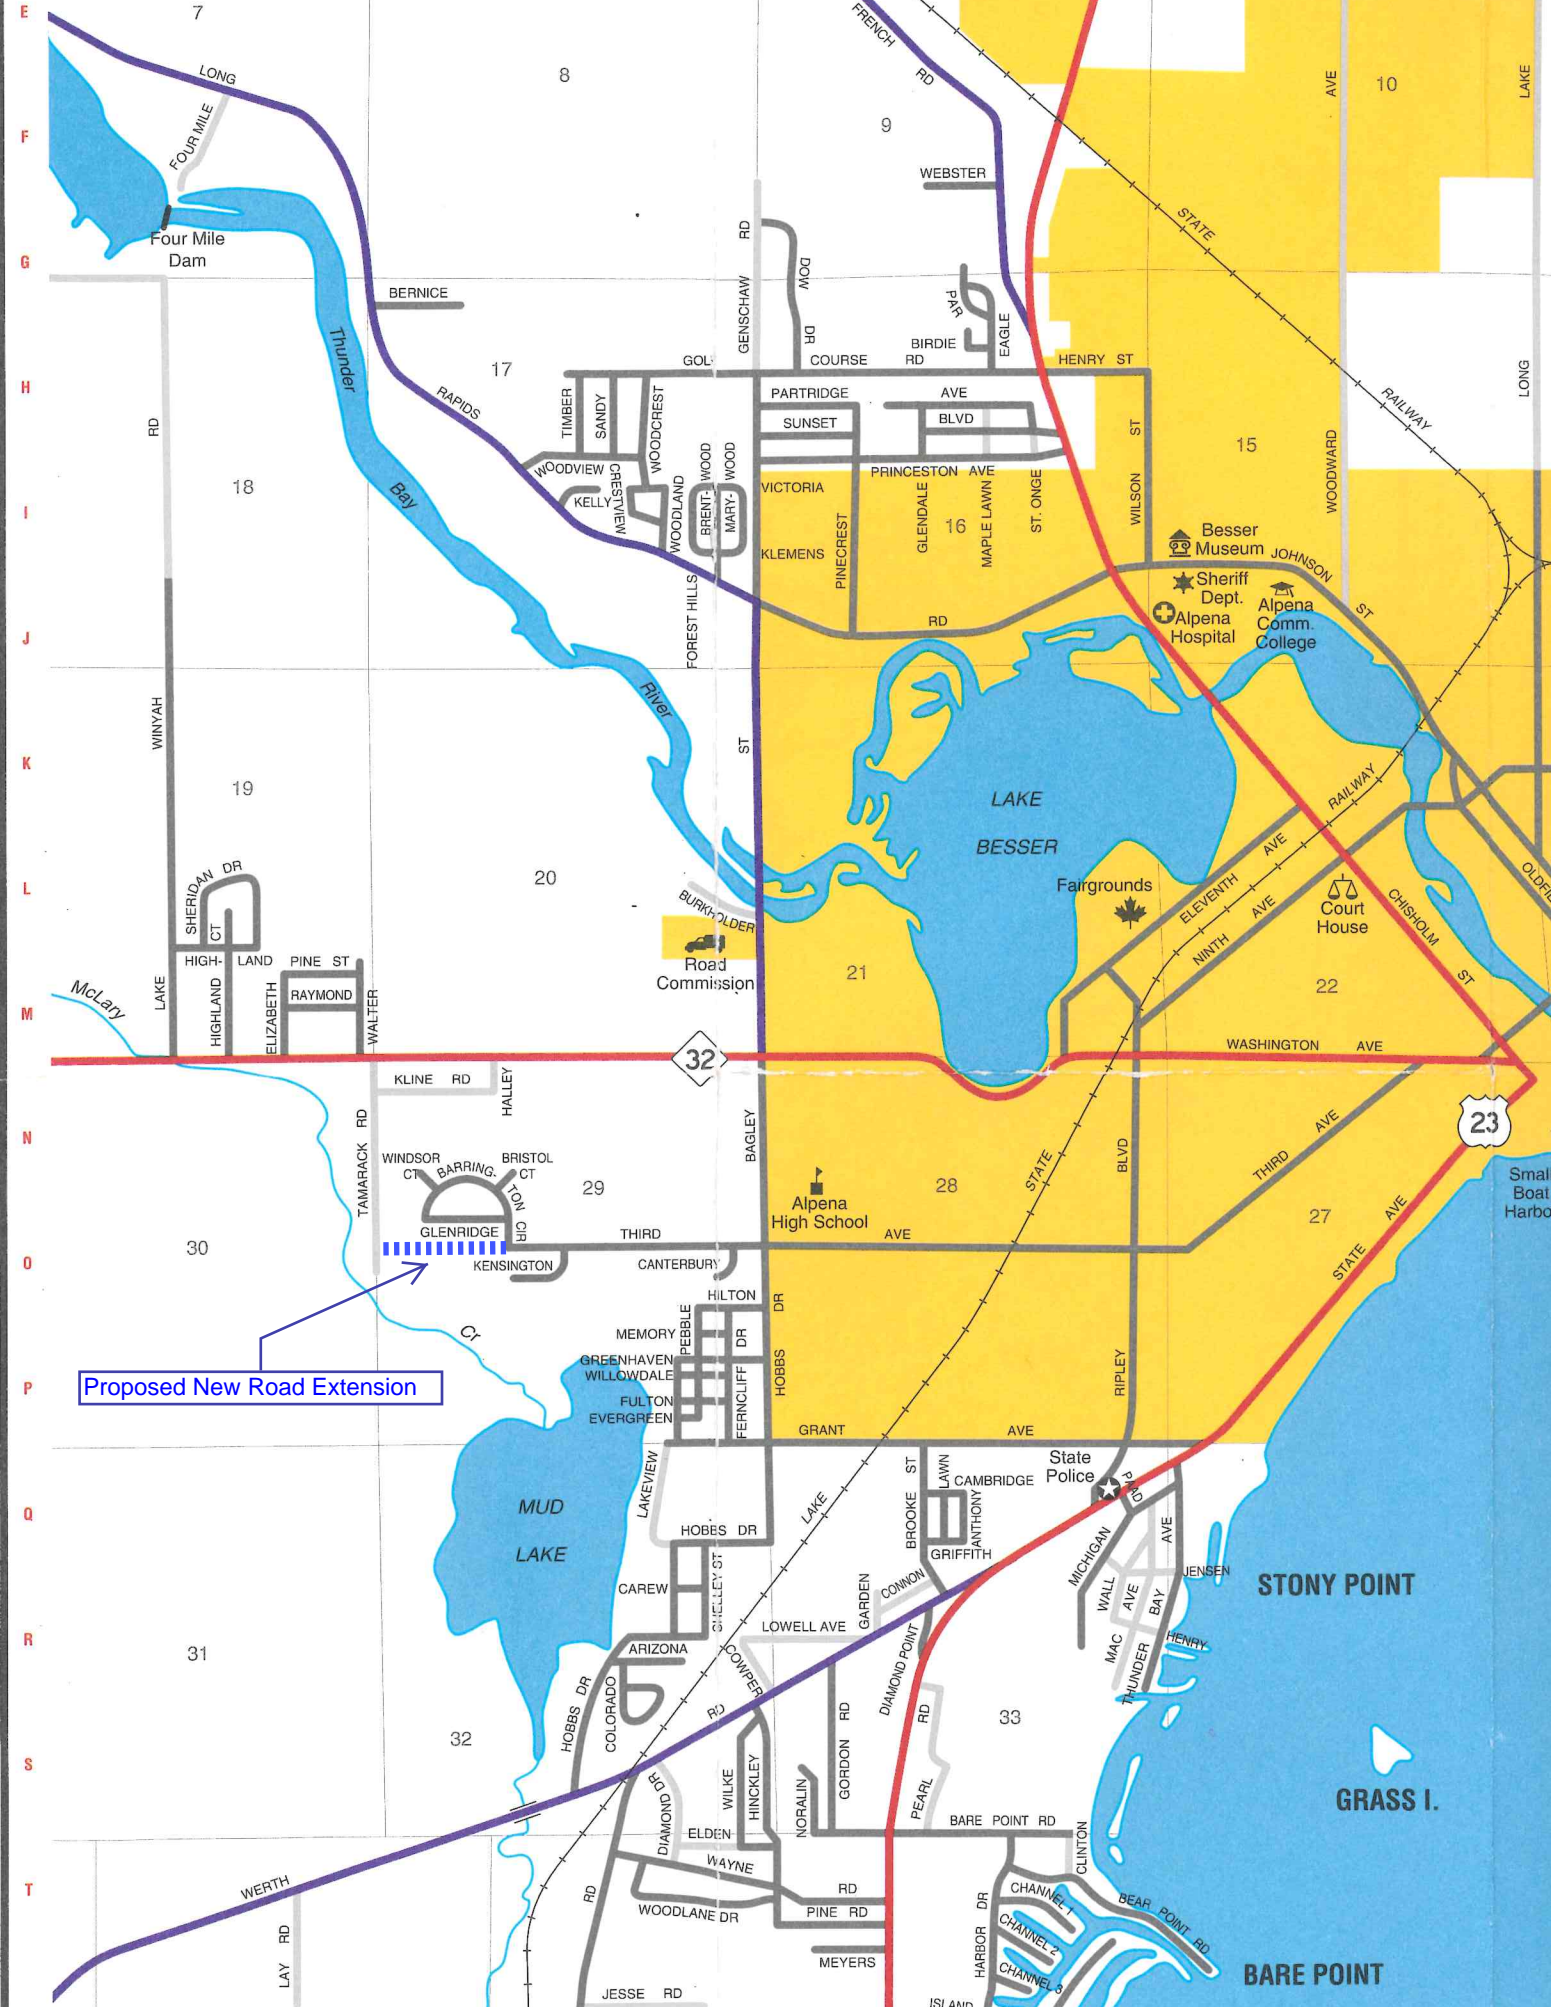 E
7
8
10
LONG
FRENCH
RD
AVE
LAKE
F
FOUR MILE
9
WEBSTER
STATE
Four Mile
Dam
G
RD
GENSCHAW
DOW
DR
BERNICE
PAR
EAGLE
BIRDIE
Thunder
GOL
COURSE
RD
HENRY ST
17
H
RAPIDS
TIMBER
SANDY
WOODCREST
PARTRIDGE
AVE
SUNSET
BLVD
RAILWAY
LONG
RD
ST
15
WOODWARD
WOODVIEW
CRESTVIEW
KELLY
WOODLAND
BRENT-
WOOD
MARY-
WOOD
PRINCESTON AVE
VICTORIA
18
Bay
I
PINECREST
GLENDALE
16
MAPLE LAWN
ST. ONGE
WILSON
KLEMENS
Besser
Museum
JOHNSON
ST
Sheriff
Dept.
Alpena
Hospital
Alpena
Comm.
College
FOREST HILLS
RD
J
River
WINYAH
ST
K
19
LAKE
BESSER
RAILWAY
L
SHERIDAN DR
CT
20
BURKHOLDER
Fairgrounds
ELEVENTH
AVE
NINTH
AVE
Court
House
CHISHOLM
ST
HIGH-
LAND
PINE ST
RAYMOND
Road
Commission
21
22
McLary
LAKE
HIGHLAND
ELIZABETH
WALTER
M
32
WASHINGTON AVE
KLINE RD
HALLEY
TAMARACK RD
BAGLEY
N
23
WINDSOR
CT
BARRING-
TON CIR
BRISTOL
CT
29
STATE
BLVD
THIRD
AVE
Alpena
High School
28
27
STATE
AVE
Small
Boat
GLENRIDGE
THIRD
AVE
30
O
KENSINGTON
CANTERBURY
HILTON
DR
PEBBLE
DR
MEMORY
Cr
GREENHAVEN
WILLOWDALE
HOBBS
RIPLEY
Proposed New Road Extension
P
FULTON
EVERGREEN
FERNCLIFF
GRANT
AVE
LAKEVIEW
ST
LAWN
CAMBRIDGE
State
Police
MUD
LAKE
Q
LAKE
BROOKE
ANTHONY
HOBBS DR
GRIFFITH
MICHIGAN
AVE
JENSEN
STONY POINT
CAREW
SHELLEY ST
GARDEN
CONNON
WALL
AVE
BAY
R
LOWELL AVE
31
ARIZONA
COWPER
DIAMOND POINT
MAC
THUNDER
HENRY
HOBBS DR
COLORADO
RD
RD
RD
33
32
S
DIAMOND DR
WILKE
HINCKLEY
NORALIN
GORDON
PEARL
GRASS I.
ELDEN
BARE POINT RD
CLINTON
WAYNE
T
WERTH
RD
RD
WOODLANE DR
PINE RD
HARBOR DR
CHANNEL 1
CHANNEL 2
CHANNEL 3
BEAR POINT RD
LAY RD
MEYERS
BARE POINT
JESSE RD
ISLAND